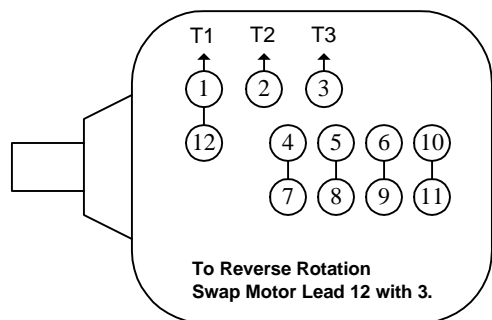 T1 T2 T3
1 2 3
12 4 5 6 10
7 8 9 11
To Reverse Rotation
Swap Motor Lead 12 with 3.